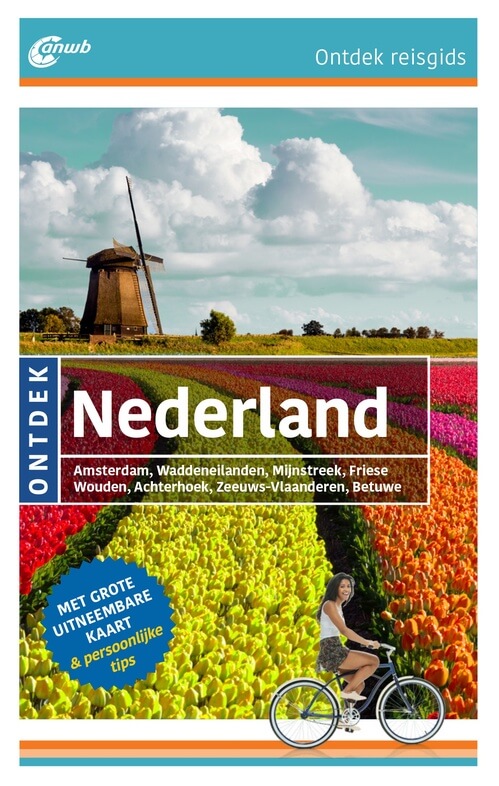 anwb
Ontdek reisgids
ONTDEK
Nederland
Amsterdam, Waddeneilanden, Mijnstreek, Friese
Wouden, Achterhoek, Zeeuws-Vlaanderen, Betuwe
MET GROTE
UITNEEMBARE
KAART
& persoonlijke
tips